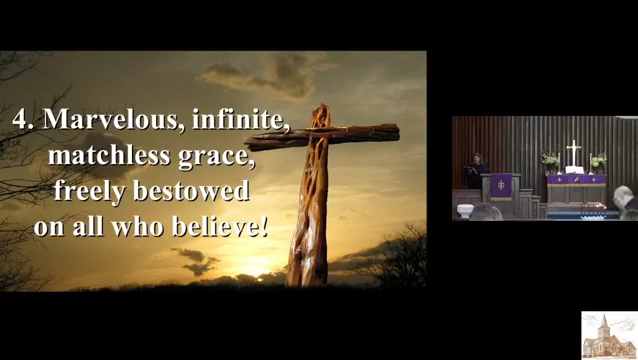 4. Marvelous, infinite,
matchless grace,
freely bestowed
on all who believe!